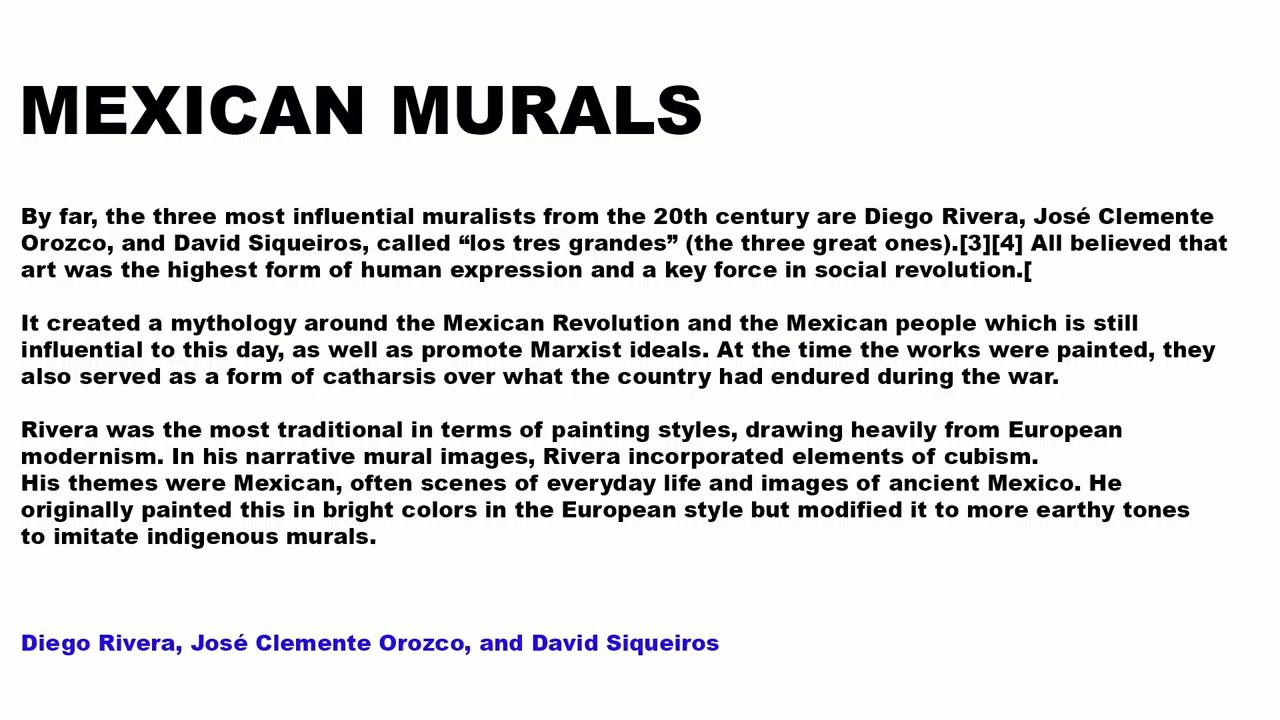 MEXICAN MURALS
By far, the three most influential muralists from the 20th century are Diego Rivera, José Clemente
Orozco, and David Siqueiros, called “los tres grandes” (the three great ones).[3][4] All believed that
art was the highest form of human expression and a key force in social revolution.[
It created a mythology around the Mexican Revolution and the Mexican people which is still
influential to this day, as well as promote Marxist ideals. At the time the works were painted, they
also served as a form of catharsis over what the country had endured during the war.
Rivera was the most traditional in terms of painting styles, drawing heavily from European
modernism. In his narrative mural images, Rivera incorporated elements of cubism.
His themes were Mexican, often scenes of everyday life and images of ancient Mexico. He
originally painted this in bright colors in the European style but modified it to more earthy tones
to imitate indigenous murals.
Diego Rivera, José Clemente Orozco, and David Siqueiros